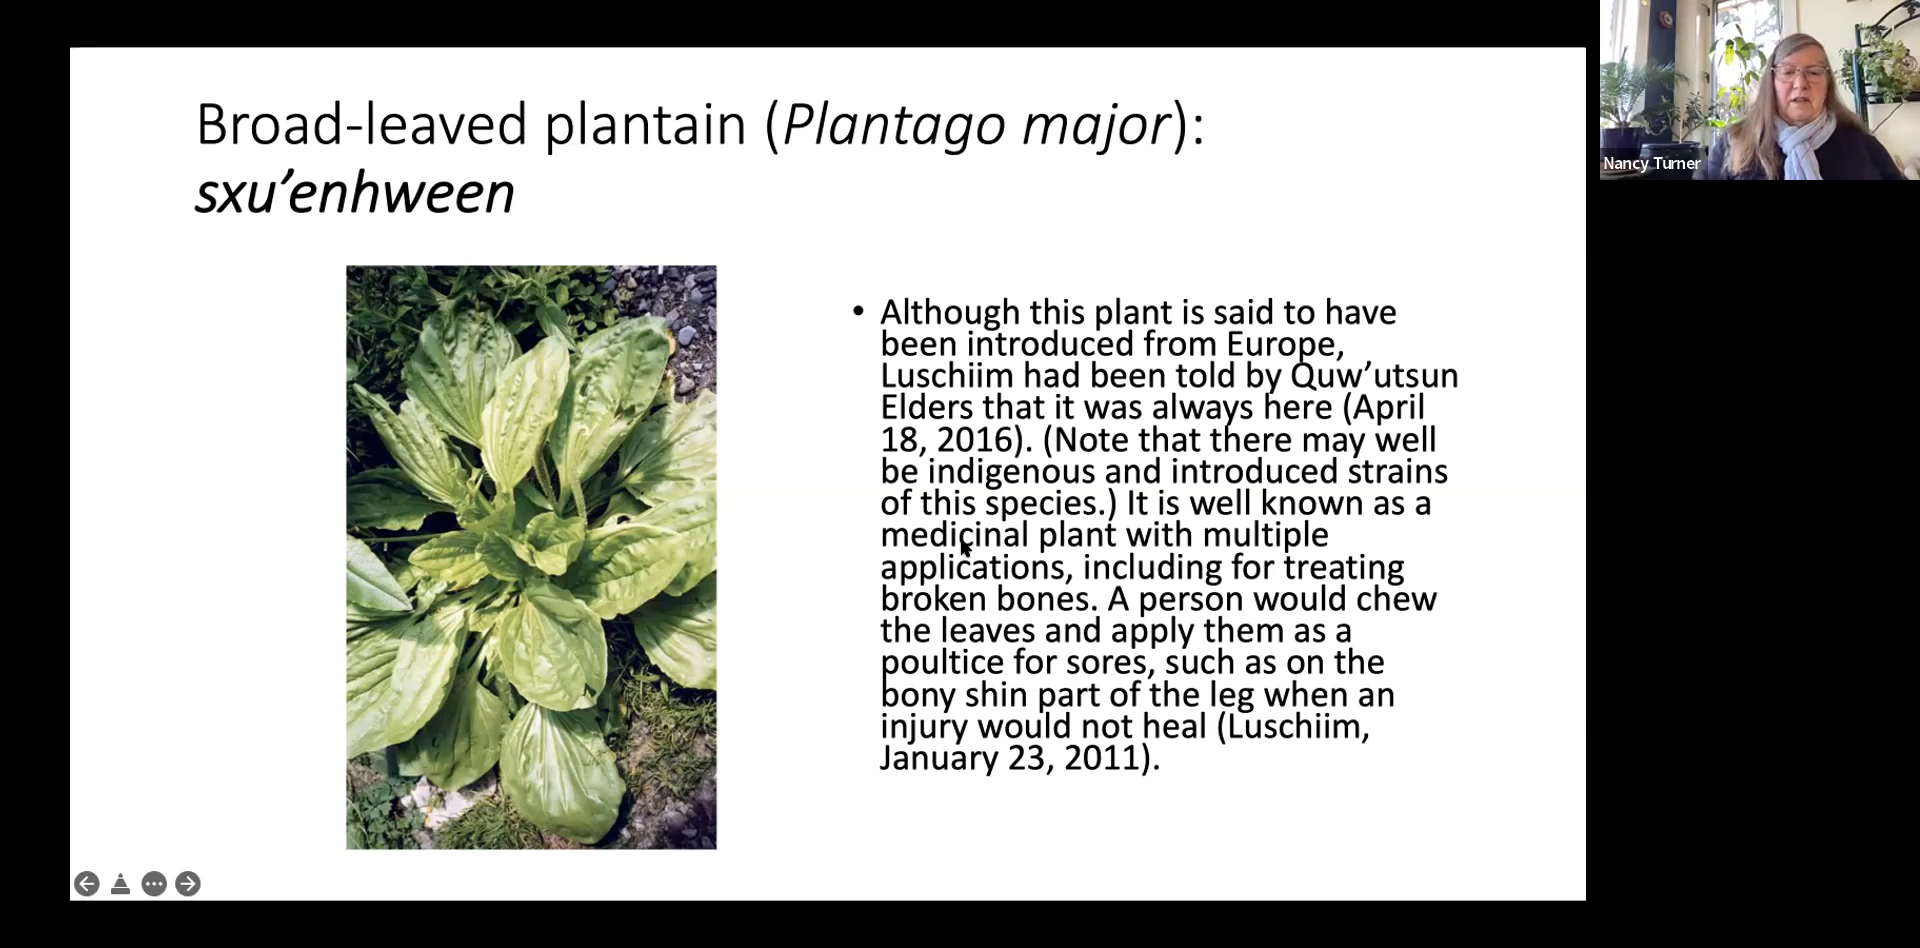 Broad-leaved plantain (Plantago major):
sxu’enhween
• Although this plant is said to have
been introduced from Europe,
Luschiim had been told by Quw’utsun
Elders that it was always here (April
18, 2016). (Note that there may well
be indigenous and introduced strains
of this species.) It is well known as a
medicinal plant with multiple
applications, including for treating
broken bones. A person would chew
the leaves and apply them as a
poultice for sores, such as on the
bony shin part of the leg when an
injury would not heal (Luschiim,
January 23, 2011).
Nancy Turner